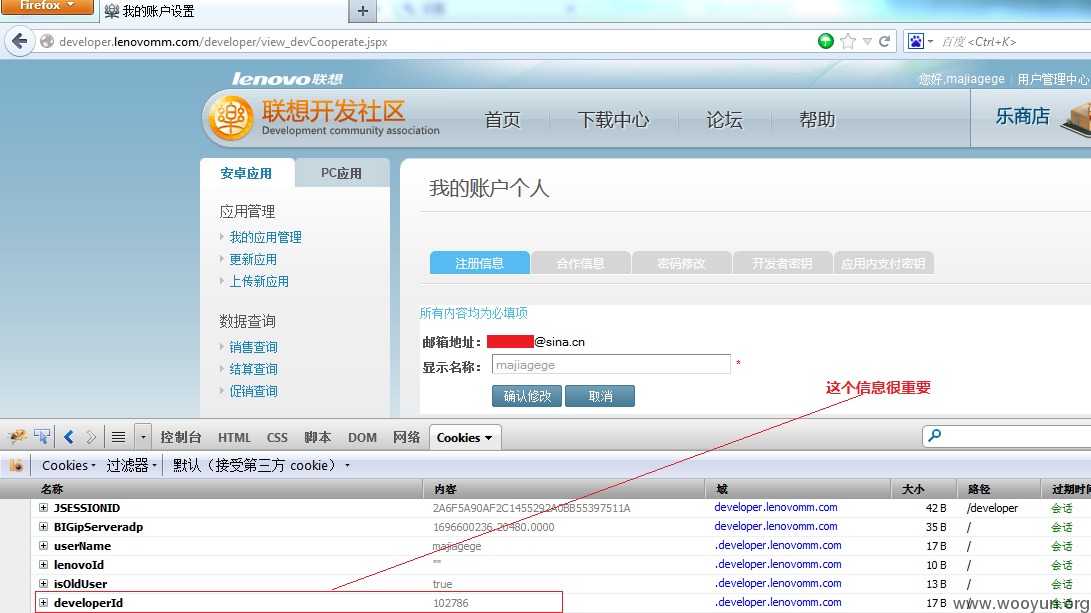 Firefox
我的账户设置
developer.lenovomm.com/developer/view_devCooperate.jspx
百度 <Ctrl+K>
lenovo联想
您好,majiagege
用户管理中心
联想开发社区
Development community association
首页
下载中心
论坛
帮助
乐商店
安卓应用
PC应用
应用管理
我的应用管理
更新应用
上传新应用
数据查询
销售查询
结算查询
促销查询
我的账户个人
注册信息
合作信息
密码修改
开发者密钥
应用内支付密钥
所有内容均为必填项
邮箱地址： @sina.cn
显示名称： majiagege *
确认修改
取消
这个信息很重要
控制台 HTML CSS 脚本 DOM 网络 Cookies
Cookies 过滤器 默认（接受第三方 cookie）
名称 内容 域 大小 路径 过期时间
JSESSIONID 2A6F5A90AF2C1455292A0BB55397511A developer.lenovomm.com 42 B /developer 会话
BIGipServeradp 1696600236.20480.0000 developer.lenovomm.com 35 B / 会话
userName majiagege .developer.lenovomm.com 17 B / 会话
lenovoId "" .developer.lenovomm.com 10 B / 会话
isOldUser true .developer.lenovomm.com 13 B / 会话
developerId 102786 .developer.lenovomm.com 17 B / 会话
www.wooyun.org